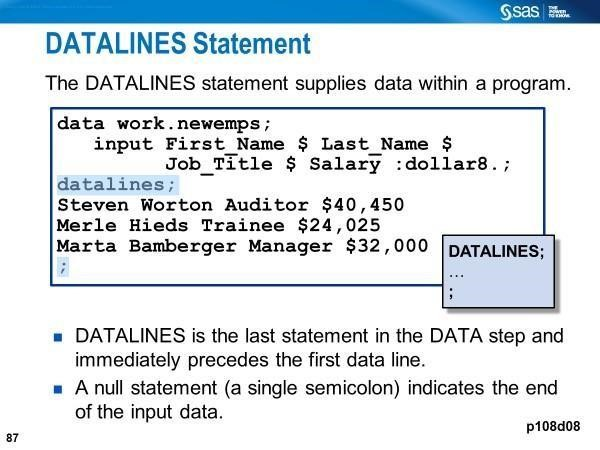 sas THE POWER TO KNOW.
DATALINES Statement
The DATALINES statement supplies data within a program.
data work.newemps;
input First_Name $ Last_Name $
Job_Title $ Salary :dollar8.;
datalines;
Steven Worton Auditor $40,450
Merle Hieds Trainee $24,025
Marta Bamberger Manager $32,000
;
DATALINES;
…
;
DATALINES is the last statement in the DATA step and
immediately precedes the first data line.
A null statement (a single semicolon) indicates the end
of the input data.
87
p108d08